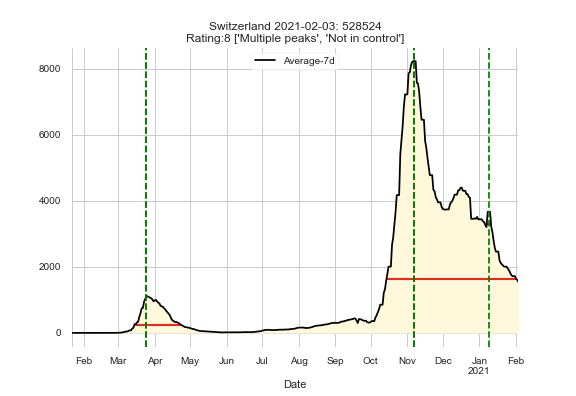 Switzerland 2021-02-03: 528524
Rating:8 ['Multiple peaks', 'Not in control']
Average-7d
8000
6000
4000
2000
0
Feb Mar Apr May Jun Jul Aug Sep Oct Nov Dec Jan Feb
2021
Date